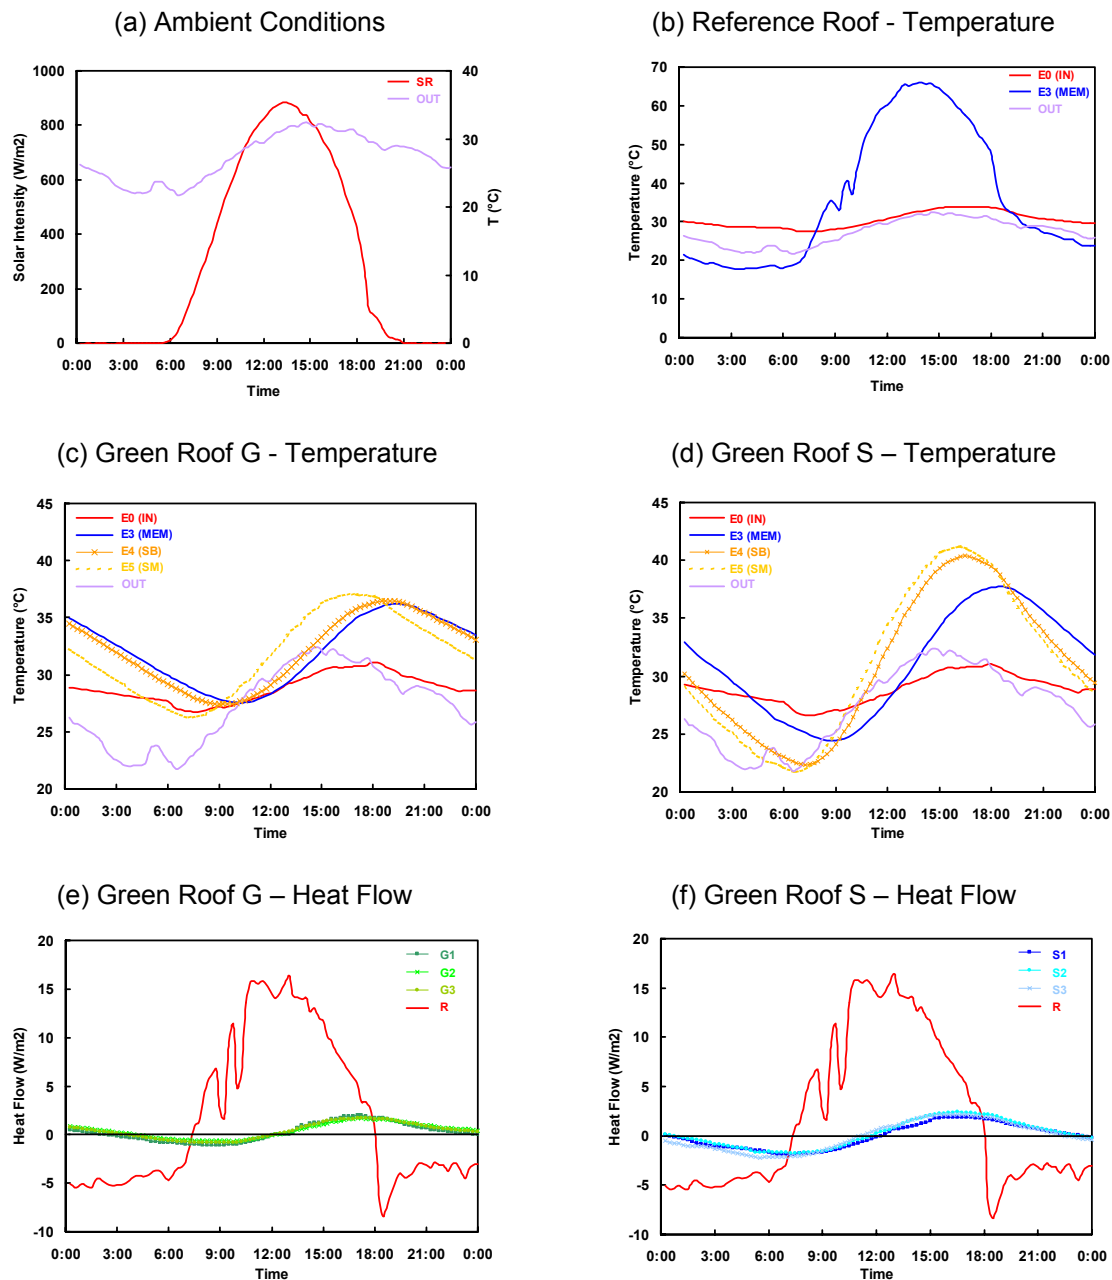 (a) Ambient Conditions
1000
800
600
400
200
0
Solar Intensity (W/m2)
40
30
20
10
0
T (°C)
SR
OUT
0:00 3:00 6:00 9:00 12:00 15:00 18:00 21:00 0:00
Time
(b) Reference Roof - Temperature
70
60
50
40
30
20
10
0
Temperature (°C)
E0 (IN)
E3 (MEM)
OUT
0:00 3:00 6:00 9:00 12:00 15:00 18:00 21:00 0:00
Time
(c) Green Roof G - Temperature
45
40
35
30
25
20
Temperature (°C)
E0 (IN)
E3 (MEM)
E4 (SB)
E5 (SM)
OUT
0:00 3:00 6:00 9:00 12:00 15:00 18:00 21:00 0:00
Time
(d) Green Roof S – Temperature
45
40
35
30
25
20
Temperature (°C)
E0 (IN)
E3 (MEM)
E4 (SB)
E5 (SM)
OUT
0:00 3:00 6:00 9:00 12:00 15:00 18:00 21:00 0:00
Time
(e) Green Roof G – Heat Flow
20
15
10
5
0
-5
-10
Heat Flow (W/m2)
G1
G2
G3
R
0:00 3:00 6:00 9:00 12:00 15:00 18:00 21:00 0:00
Time
(f) Green Roof S – Heat Flow
20
15
10
5
0
-5
-10
Heat Flow (W/m2)
S1
S2
S3
R
0:00 3:00 6:00 9:00 12:00 15:00 18:00 21:00 0:00
Time